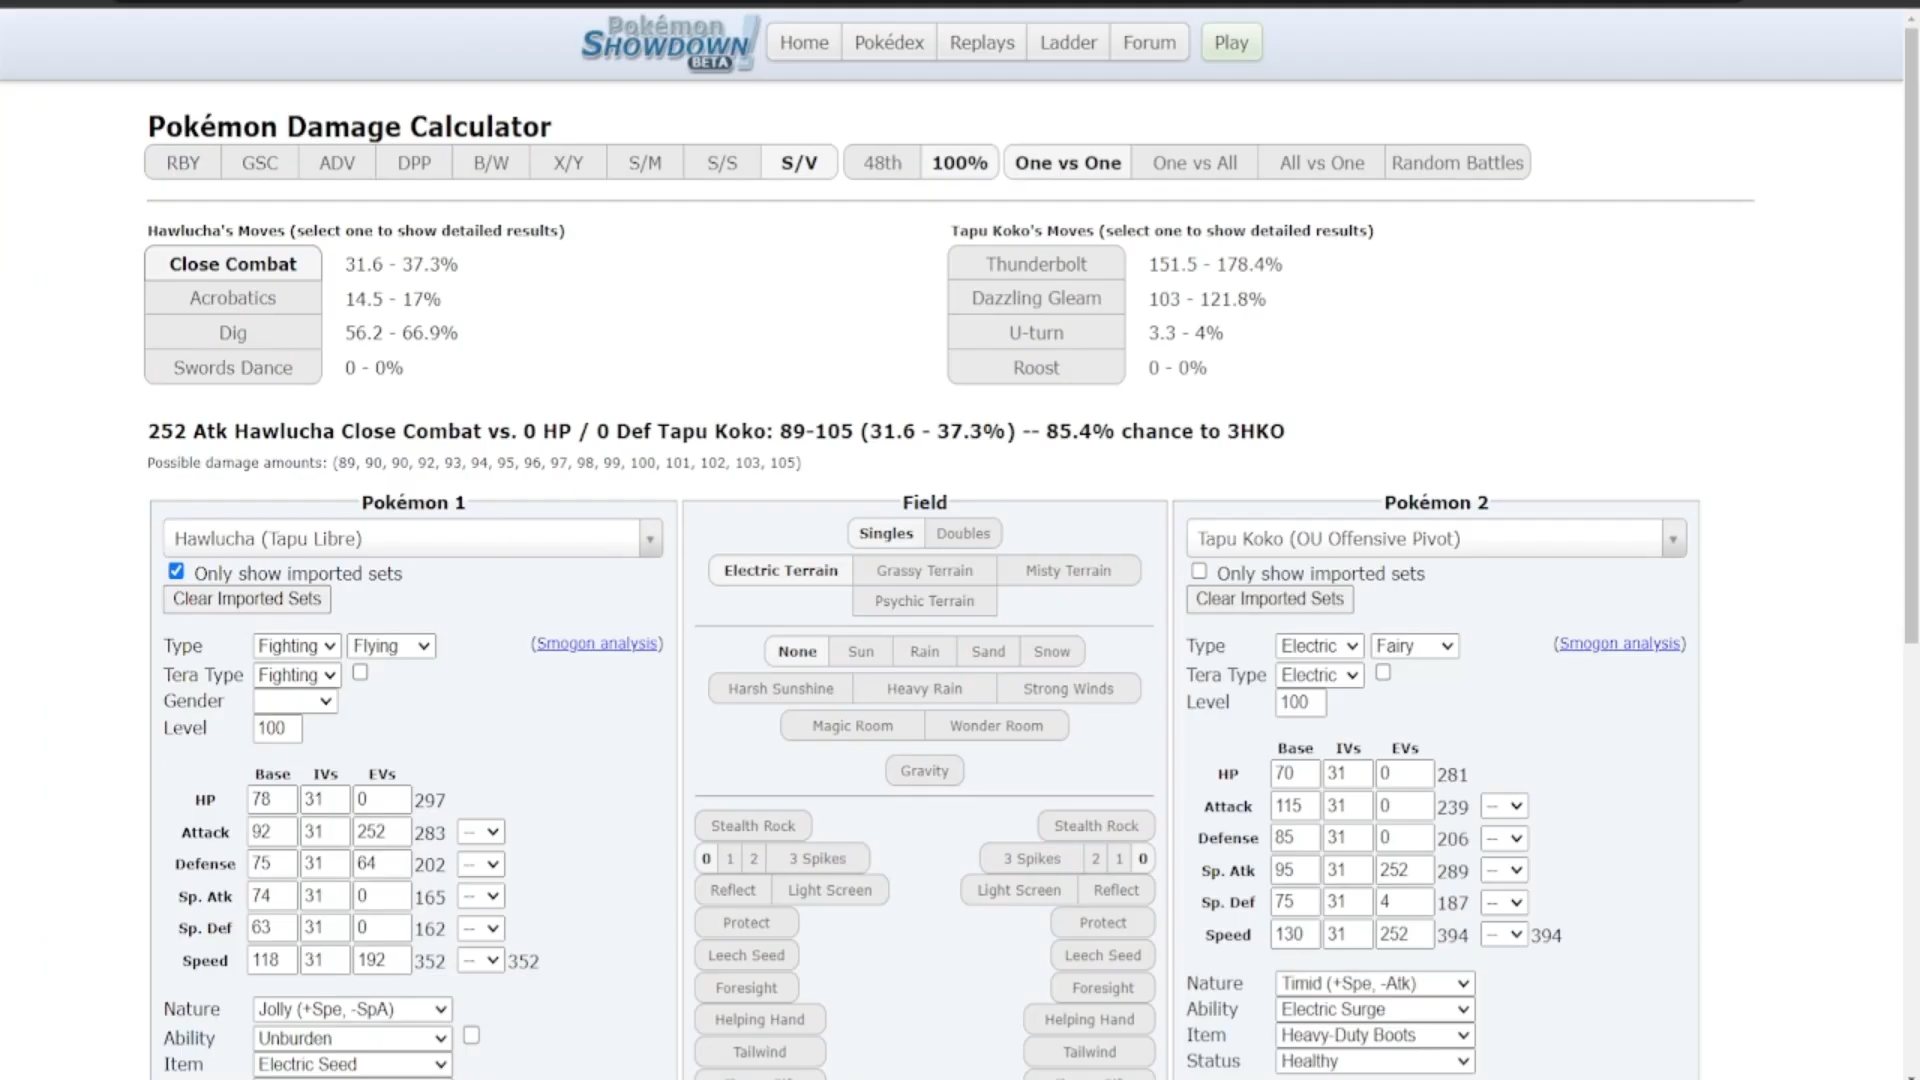 Pokémon
SHOWDOWN!
BETA
Home Pokédex Replays Ladder Forum Play
Pokémon Damage Calculator
RBY GSC ADV DPP B/W X/Y S/M S/S S/V 48th 100% One vs One One vs All All vs One Random Battles
Hawlucha's Moves (select one to show detailed results)
Close Combat 31.6 - 37.3%
Acrobatics 14.5 - 17%
Dig 56.2 - 66.9%
Swords Dance 0 - 0%
Tapu Koko's Moves (select one to show detailed results)
Thunderbolt 151.5 - 178.4%
Dazzling Gleam 103 - 121.8%
U-turn 3.3 - 4%
Roost 0 - 0%
252 Atk Hawlucha Close Combat vs. 0 HP / 0 Def Tapu Koko: 89-105 (31.6 - 37.3%) -- 85.4% chance to 3HKO
Possible damage amounts: (89, 90, 90, 92, 93, 94, 95, 96, 97, 98, 99, 100, 101, 102, 103, 105)
Pokémon 1
Hawlucha (Tapu Libre)
Only show imported sets
Clear Imported Sets
Type Fighting Flying (Smogon analysis)
Tera Type Fighting
Gender
Level 100
Base IVs EVs
HP 78 31 0 297
Attack 92 31 252 283 --
Defense 75 31 64 202 --
Sp. Atk 74 31 0 165 --
Sp. Def 63 31 0 162 --
Speed 118 31 192 352 -- 352
Nature Jolly (+Spe, -SpA)
Ability Unburden
Item Electric Seed
Field
Singles Doubles
Electric Terrain Grassy Terrain Misty Terrain
Psychic Terrain
None Sun Rain Sand Snow
Harsh Sunshine Heavy Rain Strong Winds
Magic Room Wonder Room
Gravity
Stealth Rock Stealth Rock
0 1 2 3 Spikes 3 Spikes 2 1 0
Reflect Light Screen Light Screen Reflect
Protect Protect
Leech Seed Leech Seed
Foresight Foresight
Helping Hand Helping Hand
Tailwind Tailwind
Pokémon 2
Tapu Koko (OU Offensive Pivot)
Only show imported sets
Clear Imported Sets
Type Electric Fairy (Smogon analysis)
Tera Type Electric
Level 100
Base IVs EVs
HP 70 31 0 281
Attack 115 31 0 239 --
Defense 85 31 0 206 --
Sp. Atk 95 31 252 289 --
Sp. Def 75 31 4 187 --
Speed 130 31 252 394 -- 394
Nature Timid (+Spe, -Atk)
Ability Electric Surge
Item Heavy-Duty Boots
Status Healthy